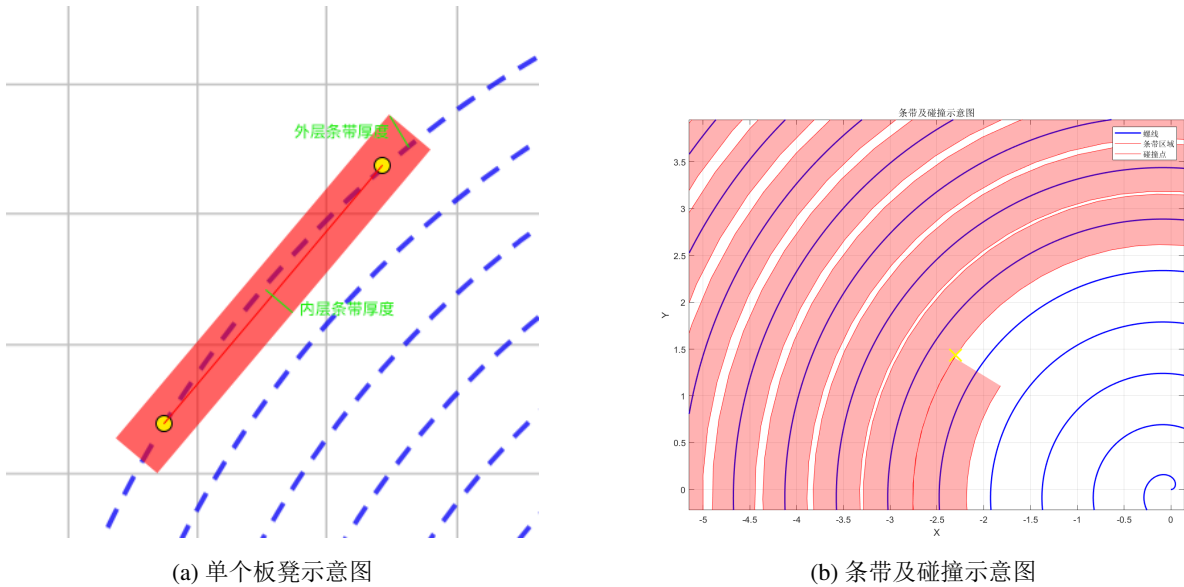 外层条带厚度
内层条带厚度
(a) 单个板凳示意图
条带及碰撞示意图
螺线
条带区域
碰撞点
Y
3.5
3
2.5
2
1.5
1
0.5
0
-5
-4.5
-4
-3.5
-3
-2.5
-2
-1.5
-1
-0.5
0
X
(b) 条带及碰撞示意图